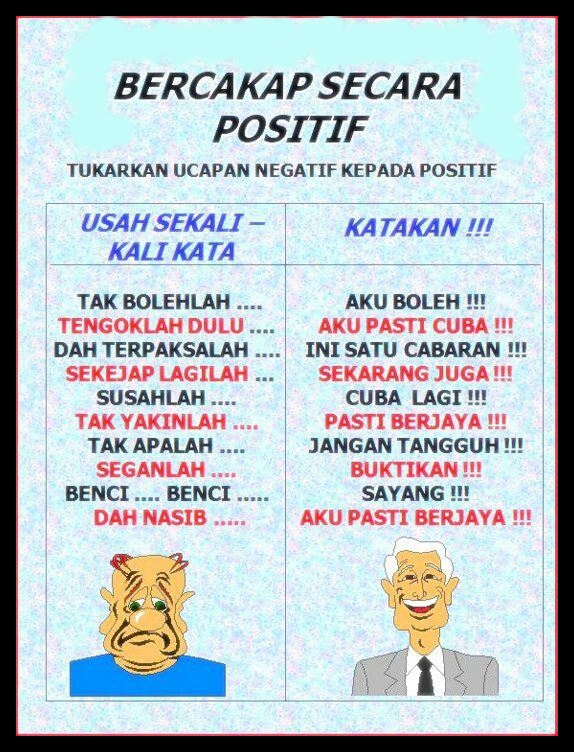 BERCAKAP SECARA
POSITIF
TUKARKAN UCAPAN NEGATIF KEPADA POSITIF
USAH SEKALI –
KALI KATA
TAK BOLEHLAH ....
TENGOKLAH DULU ....
DAH TERPAKSALAH ....
SEKEJAP LAGILAH ...
SUSAHLAH ....
TAK YAKINLAH ....
TAK APALAH ....
SEGANLAH ....
BENCI .... BENCI .....
DAH NASIB .....
KATAKAN !!!
AKU BOLEH !!!
AKU PASTI CUBA !!!
INI SATU CABARAN !!!
SEKARANG JUGA !!!
CUBA LAGI !!!
PASTI BERJAYA !!!
JANGAN TANGGUH !!!
BUKTIKAN !!!
SAYANG !!!
AKU PASTI BERJAYA !!!